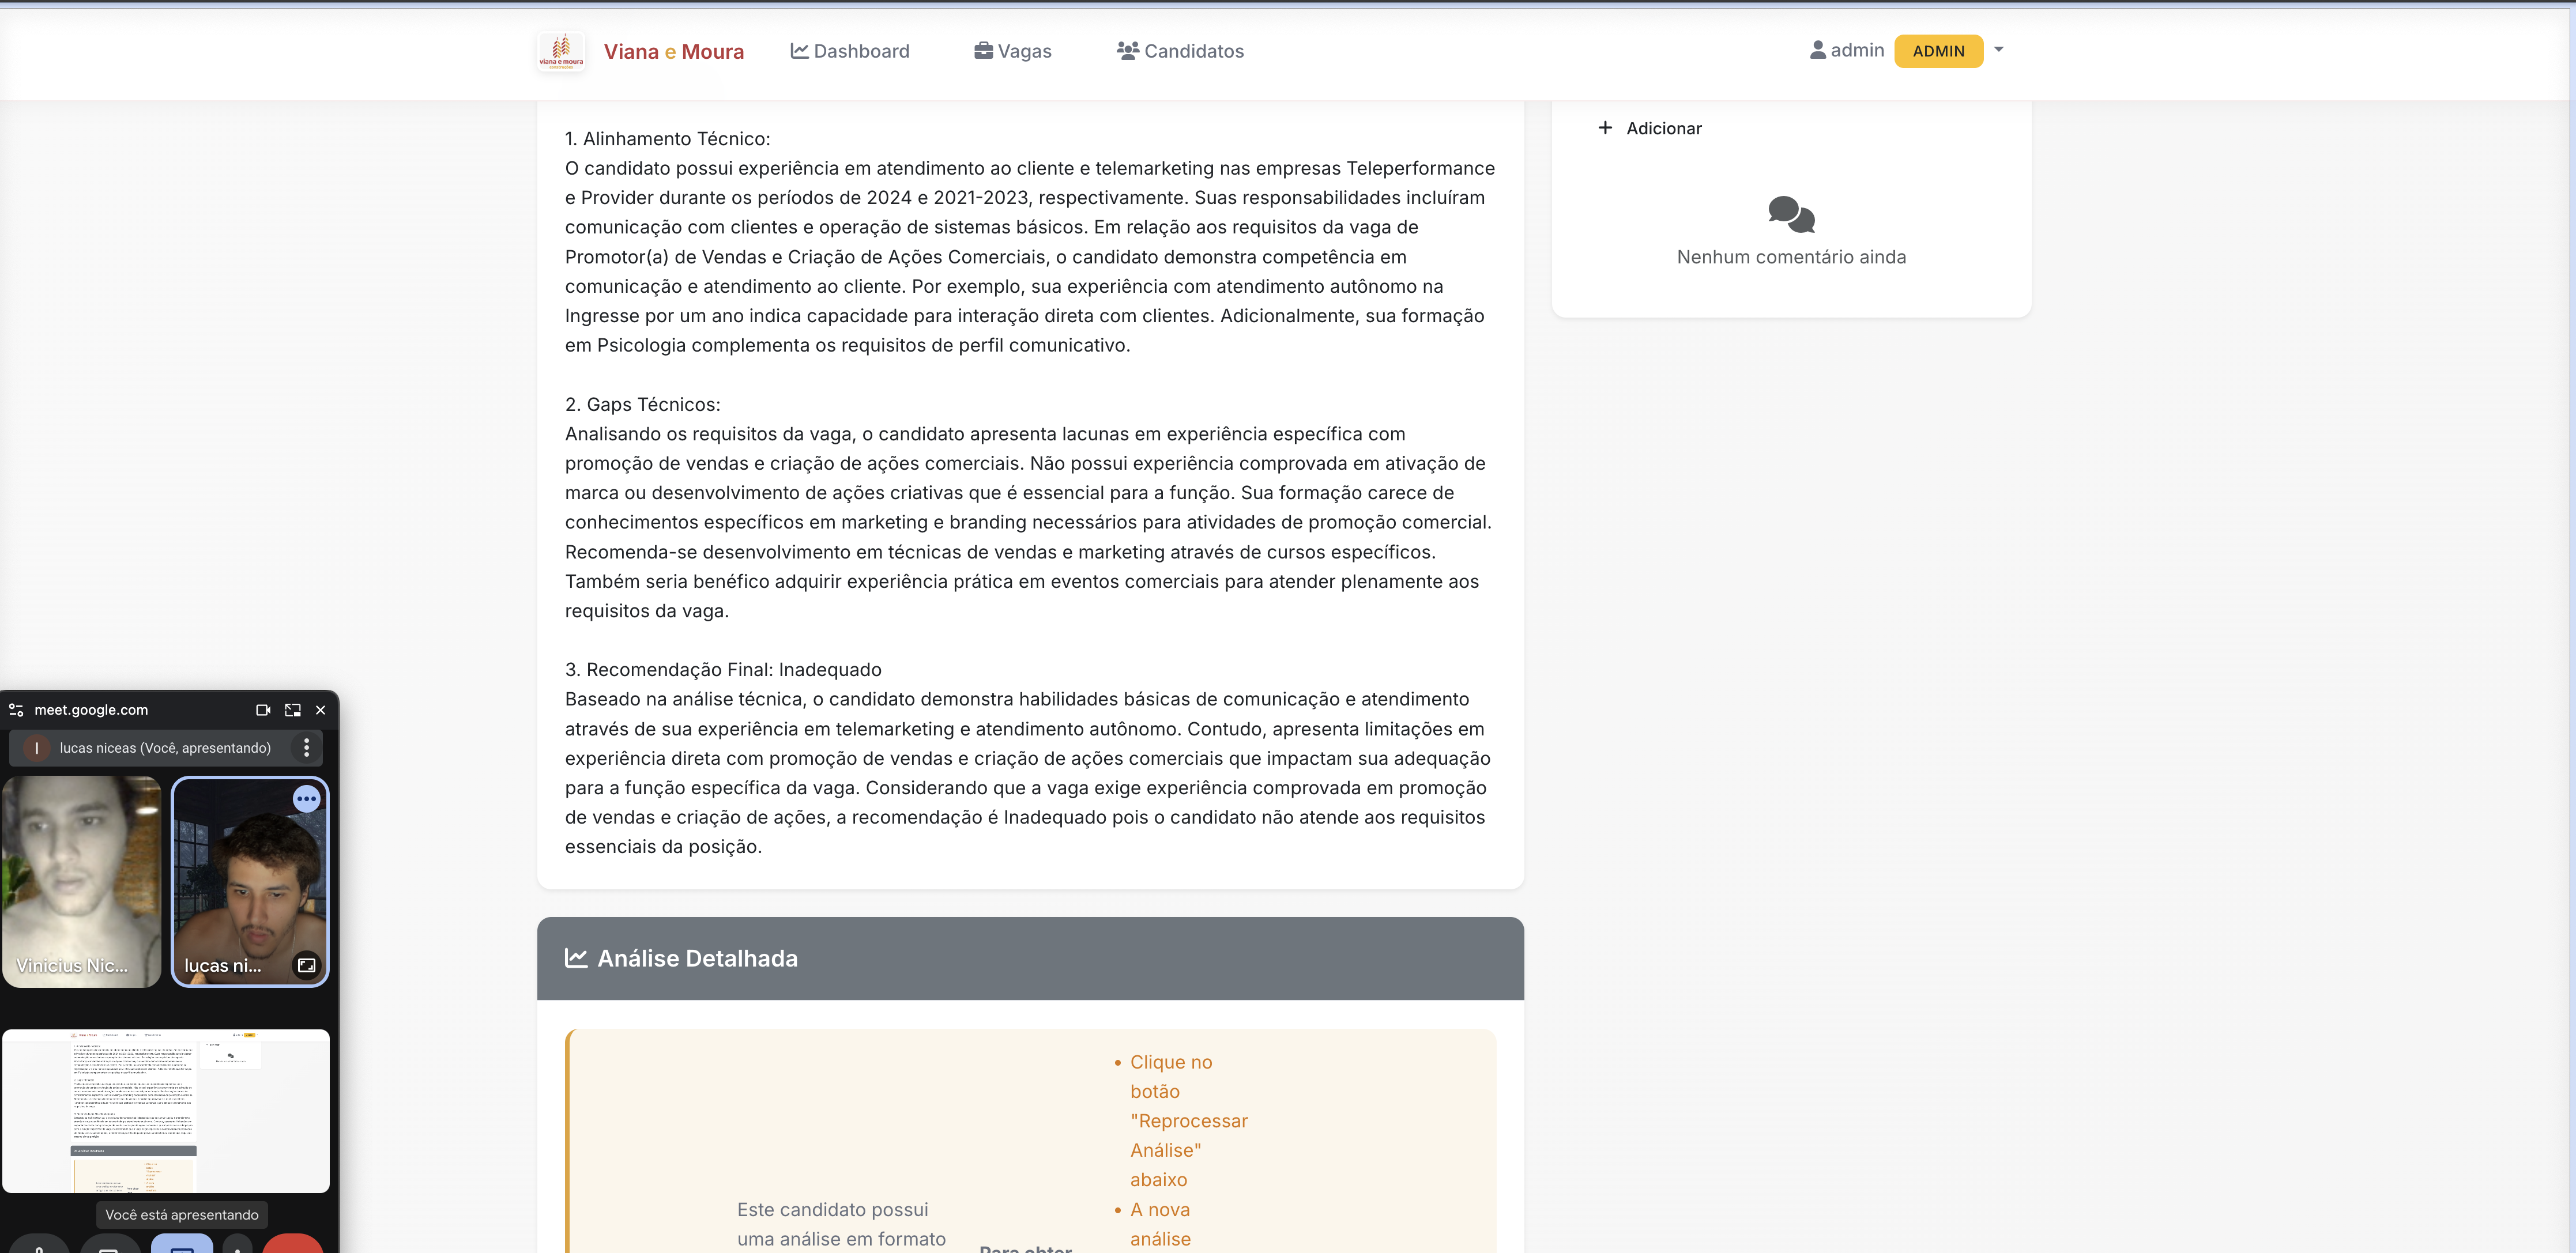 viana e moura
construções
Viana e Moura
Dashboard
Vagas
Candidatos
admin
ADMIN
1. Alinhamento Técnico:
O candidato possui experiência em atendimento ao cliente e telemarketing nas empresas Teleperformance
e Provider durante os períodos de 2024 e 2021-2023, respectivamente. Suas responsabilidades incluíram
comunicação com clientes e operação de sistemas básicos. Em relação aos requisitos da vaga de
Promotor(a) de Vendas e Criação de Ações Comerciais, o candidato demonstra competência em
comunicação e atendimento ao cliente. Por exemplo, sua experiência com atendimento autônomo na
Ingresse por um ano indica capacidade para interação direta com clientes. Adicionalmente, sua formação
em Psicologia complementa os requisitos de perfil comunicativo.
2. Gaps Técnicos:
Analisando os requisitos da vaga, o candidato apresenta lacunas em experiência específica com
promoção de vendas e criação de ações comerciais. Não possui experiência comprovada em ativação de
marca ou desenvolvimento de ações criativas que é essencial para a função. Sua formação carece de
conhecimentos específicos em marketing e branding necessários para atividades de promoção comercial.
Recomenda-se desenvolvimento em técnicas de vendas e marketing através de cursos específicos.
Também seria benéfico adquirir experiência prática em eventos comerciais para atender plenamente aos
requisitos da vaga.
3. Recomendação Final: Inadequado
Baseado na análise técnica, o candidato demonstra habilidades básicas de comunicação e atendimento
através de sua experiência em telemarketing e atendimento autônomo. Contudo, apresenta limitações em
experiência direta com promoção de vendas e criação de ações comerciais que impactam sua adequação
para a função específica da vaga. Considerando que a vaga exige experiência comprovada em promoção
de vendas e criação de ações, a recomendação é Inadequado pois o candidato não atende aos requisitos
essenciais da posição.
+ Adicionar
Nenhum comentário ainda
Análise Detalhada
Este candidato possui
uma análise em formato
Para obter
• Clique no
botão
"Reprocessar
Análise"
abaixo
• A nova
análise
meet.google.com
l
lucas niceas (Você, apresentando)
Vinicius Nic...
lucas ni...
Você está apresentando